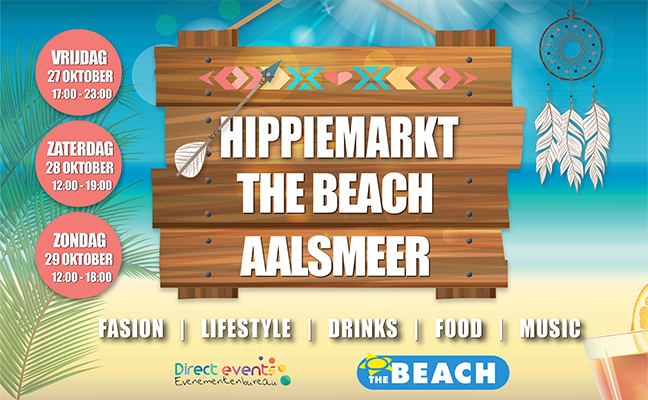 VRIJDAG
27 OKTOBER
17:00 - 23:00
ZATERDAG
28 OKTOBER
12:00 - 19:00
ZONDAG
29 OKTOBER
12:00 - 18:00
HIPPIEMARKT
THE BEACH
AALSMEER
FASION | LIFESTYLE | DRINKS | FOOD | MUSIC
Direct events
Evenementenbureau
THE BEACH